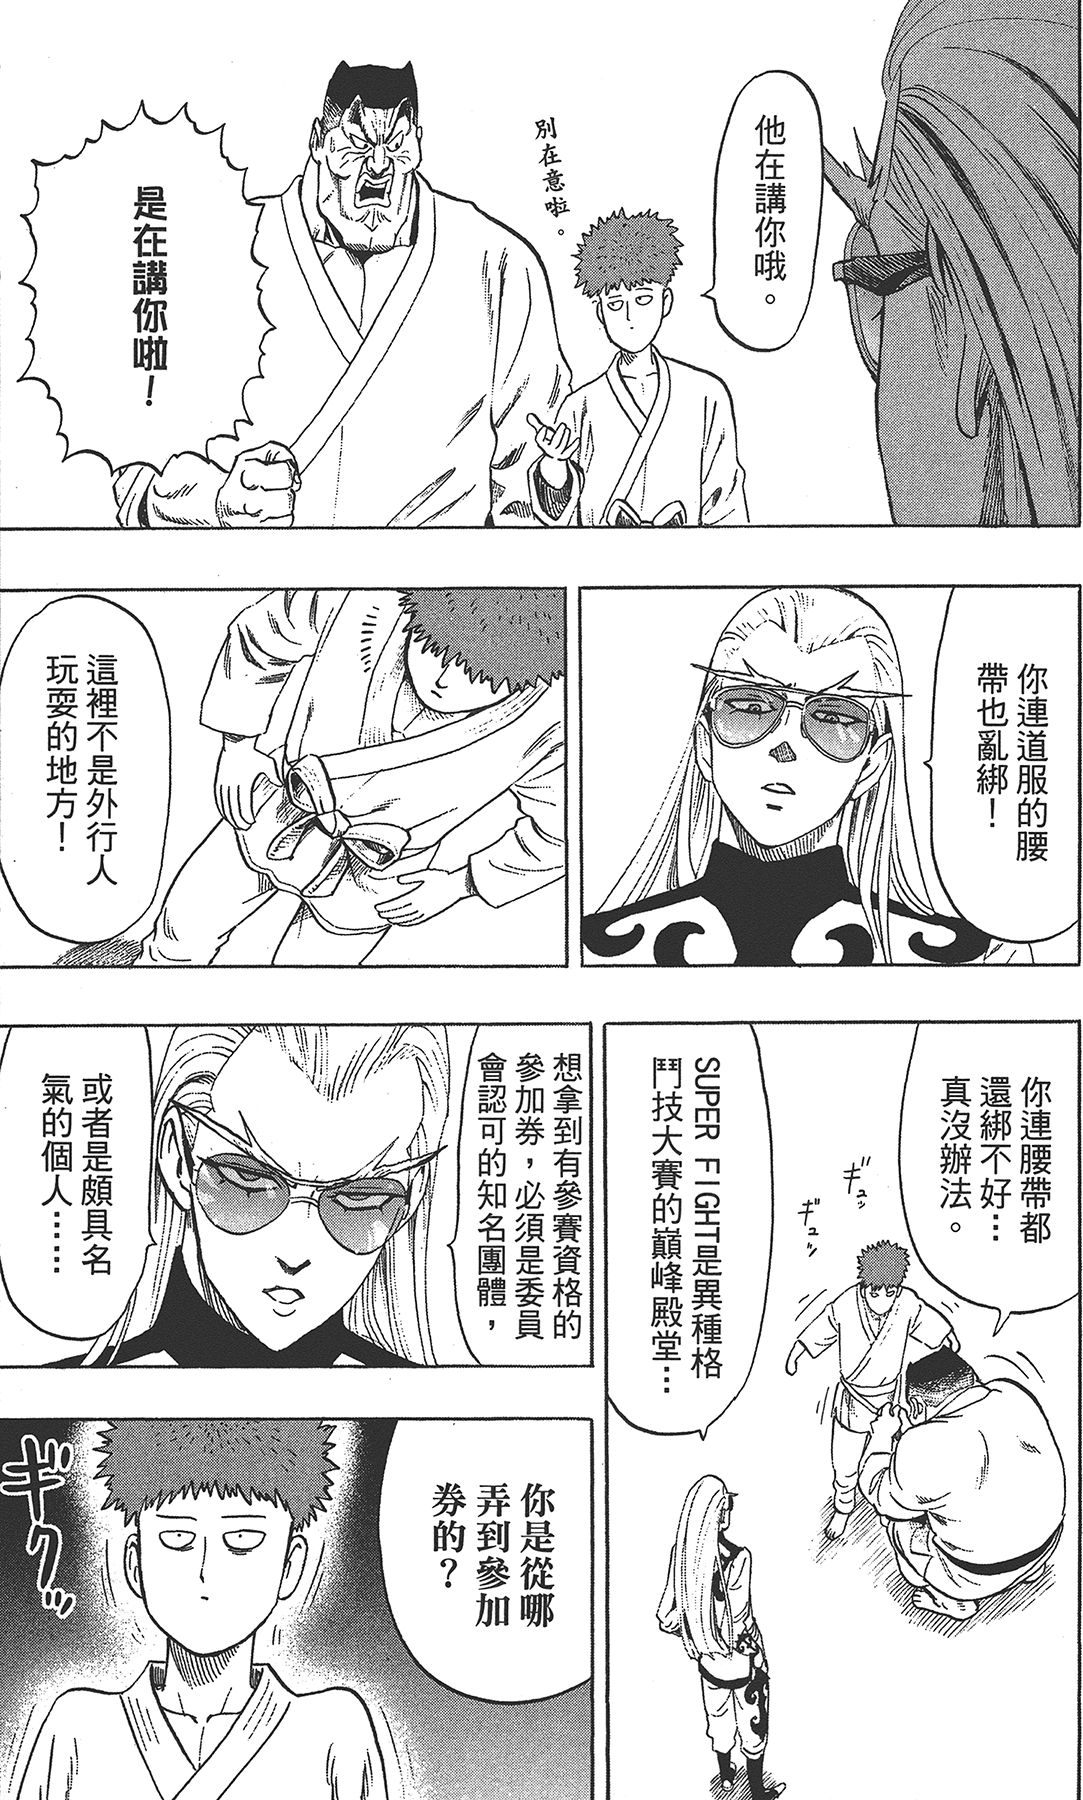 他在講你哦。
別在意啦。
是在講你啦！
你連道服的腰
帶也亂綁！
這裡不是外行人
玩耍的地方！
你連腰帶都
還綁不好…
真沒辦法。
ギュッ
ギュッ
SUPER FIGHT是異種格
鬥技大賽的巔峰殿堂…
想拿到有參賽資格的
參加券，必須是委員
會認可的知名團體，
或者是頗具名
氣的個人……
你是從哪
弄到參加
券的？
ギクッ